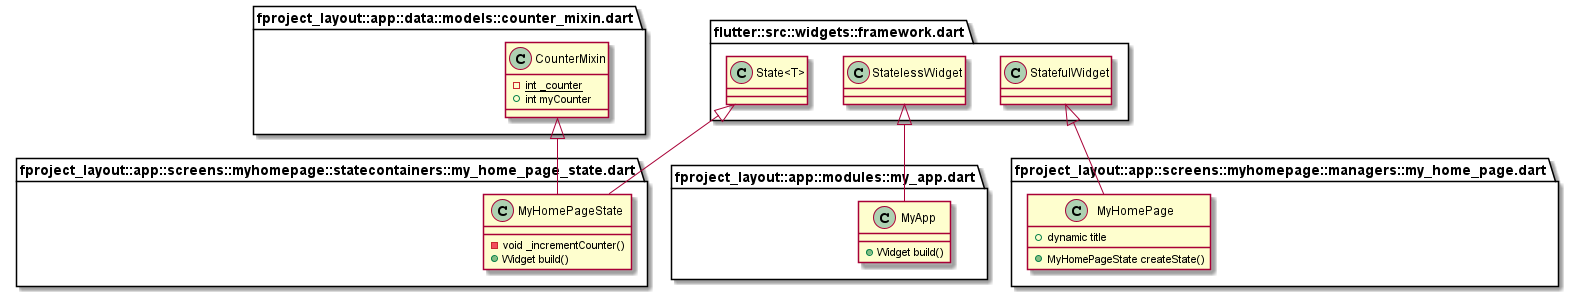 fproject_layout::app::data::models::counter_mixin.dart
C CounterMixin
int _counter
int myCounter
flutter::src::widgets::framework.dart
C State<T>
C StatelessWidget
C StatefulWidget
fproject_layout::app::screens::myhomepage::statecontainers::my_home_page_state.dart
C MyHomePageState
void _incrementCounter()
Widget build()
fproject_layout::app::modules::my_app.dart
C MyApp
Widget build()
fproject_layout::app::screens::myhomepage::managers::my_home_page.dart
C MyHomePage
dynamic title
MyHomePageState createState()